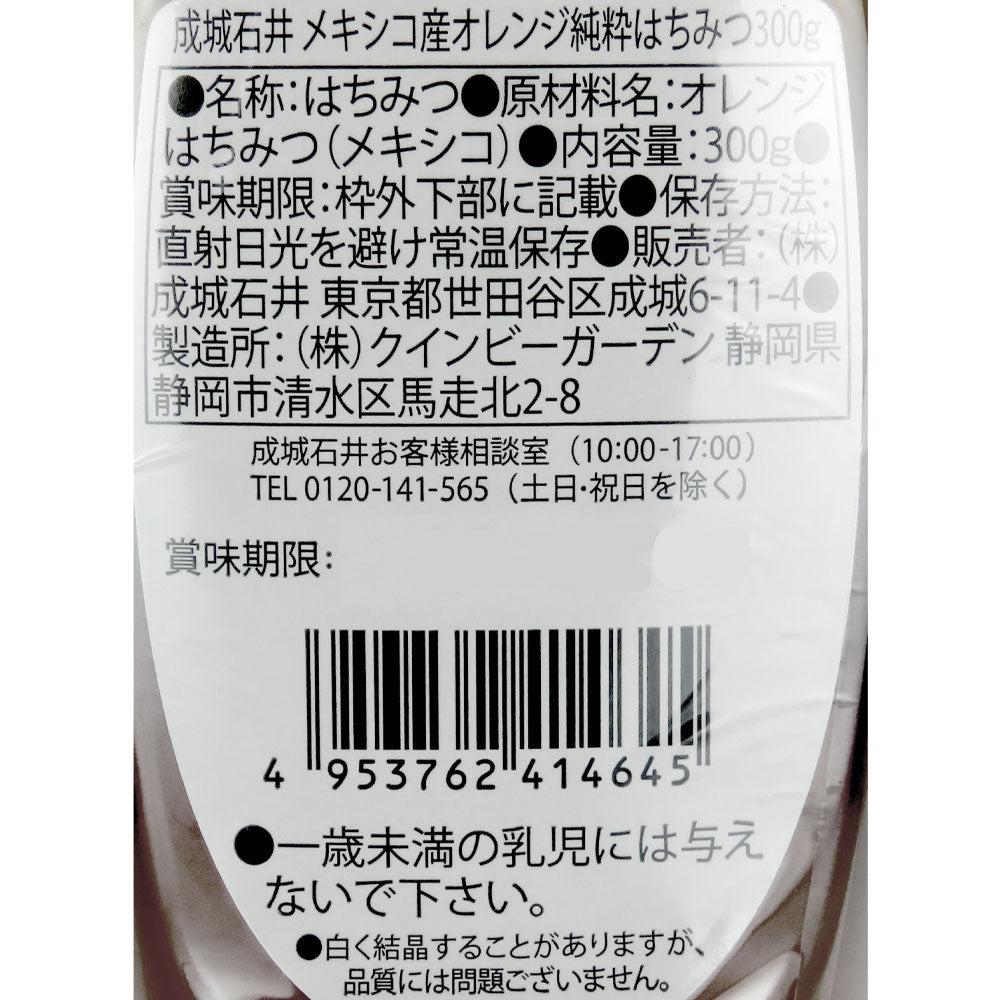 成城石井 メキシコ産オレンジ純粋はちみつ300g
●名称：はちみつ●原材料名：オレンジ
はちみつ（メキシコ）●内容量：300g●
賞味期限：枠外下部に記載●保存方法：
直射日光を避け常温保存●販売者：（株）
成城石井 東京都世田谷区成城6-11-4●
製造所：（株）クインビーガーデン 静岡県
静岡市清水区馬走北2-8
成城石井お客様相談室（10:00-17:00）
TEL 0120-141-565（土日・祝日を除く）
賞味期限：
4 953762 414645
●一歳未満の乳児には与え
ないで下さい。
●白く結晶することがありますが、
品質には問題ございません。